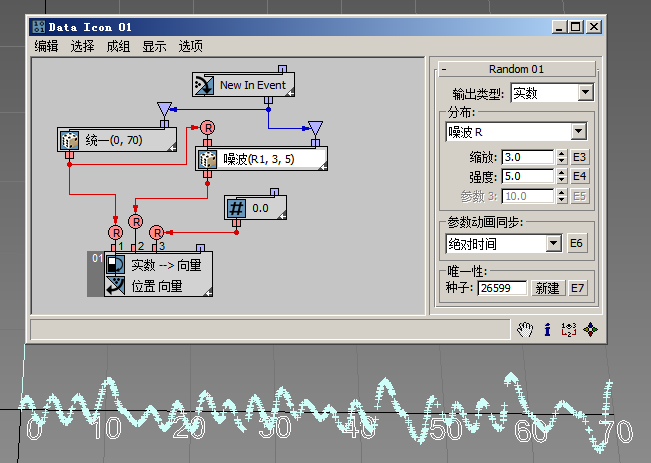 Data Icon 01
编辑 选择 成组 显示 选项
New In Event
统一(0, 70)
R
R
噪波(R1, 3, 5)
# 0.0
R R R
1 2 3
01 实数 --> 向量
位置 向量
- Random 01
输出类型: 实数
分布:
噪波 R
缩放: 3.0 E3
强度: 5.0 E4
参数 3: 10.0 E5
参数动画同步:
绝对时间 E6
唯一性:
种子: 26599 新建 E7
0 10 20 30 40 50 60 70